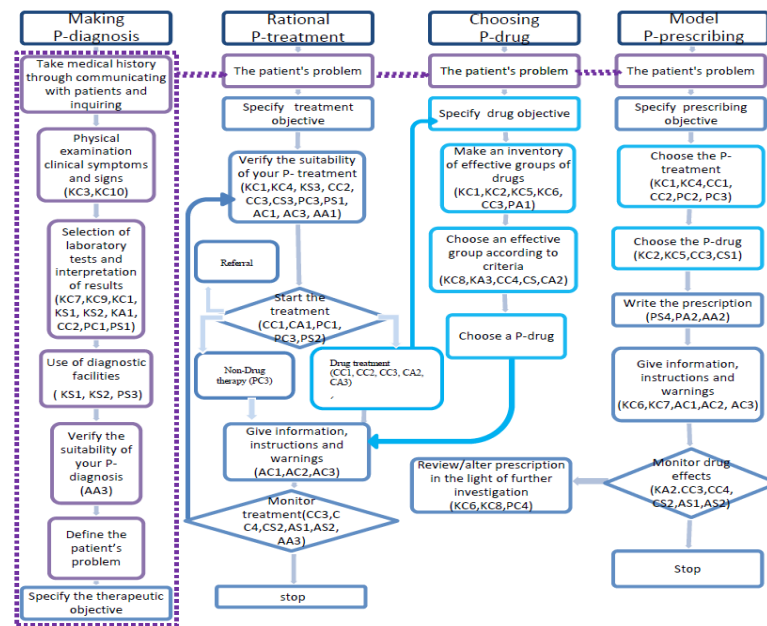 Making
P-diagnosis
Take medical history
through communicating
with patients and
inquiring
Physical
examination
clinical symptoms
and signs
(KC3,KC10)
Selection of
laboratory tests and
interpretation of
results
(KC7,KC9,KC1,
KS1, KS2, KA1,
CC2,PC1,PS1)
Use of diagnostic
facilities
( KS1, KS2, PS3)
Verify the
suitability of
your P-
diagnosis
(AA3)
Define the
patient's
problem
Specify the therapeutic
objective
Rational
P-treatment
The patient's problem
Specify treatment
objective
Verify the suitability
of your P- treatment
(KC1,KC4, KS3, CC2,
CC3,CS3,PC3,PS1,
AC1, AC3, AA1)
Referral
Start the
treatment
(CC1,CA1,PC1,
PC3,PS2)
Non-Drug
therapy (PC3)
Drug treatment
(CC1, CC2, CC3, CA2,
CA3)
,
Give information,
instructions and
warnings
(AC1,AC2,AC3)
Monitor
treatment(CC3,C
C4,CS2,AS1,AS2,
AA3)
stop
Choosing
P-drug
The patient's problem
Specify drug objective
Make an inventory
of effective groups of
drugs
(KC1,KC2,KC5,KC6,
CC3,PA1)
Choose an effective
group according to
criteria
(KC8,KA3,CC4,CS,CA2)
Choose a P-drug
Review/alter prescription
in the light of further
investigation
(KC6,KC8,PC4)
Model
P-prescribing
The patient's problem
Specify prescribing
objective
Choose the P-
treatment
(KC1,KC4,CC1,
CC2,PC2, PC3)
Choose the P-drug
(KC2,KC5,CC3,CS1)
Write the prescription
(PS4,PA2,AA2)
Give information,
instructions and
warnings
(KC6,KC7,AC1,AC2, AC3)
Monitor drug
effects
(KA2.CC3,CC4,
CS2,AS1,AS2)
Stop